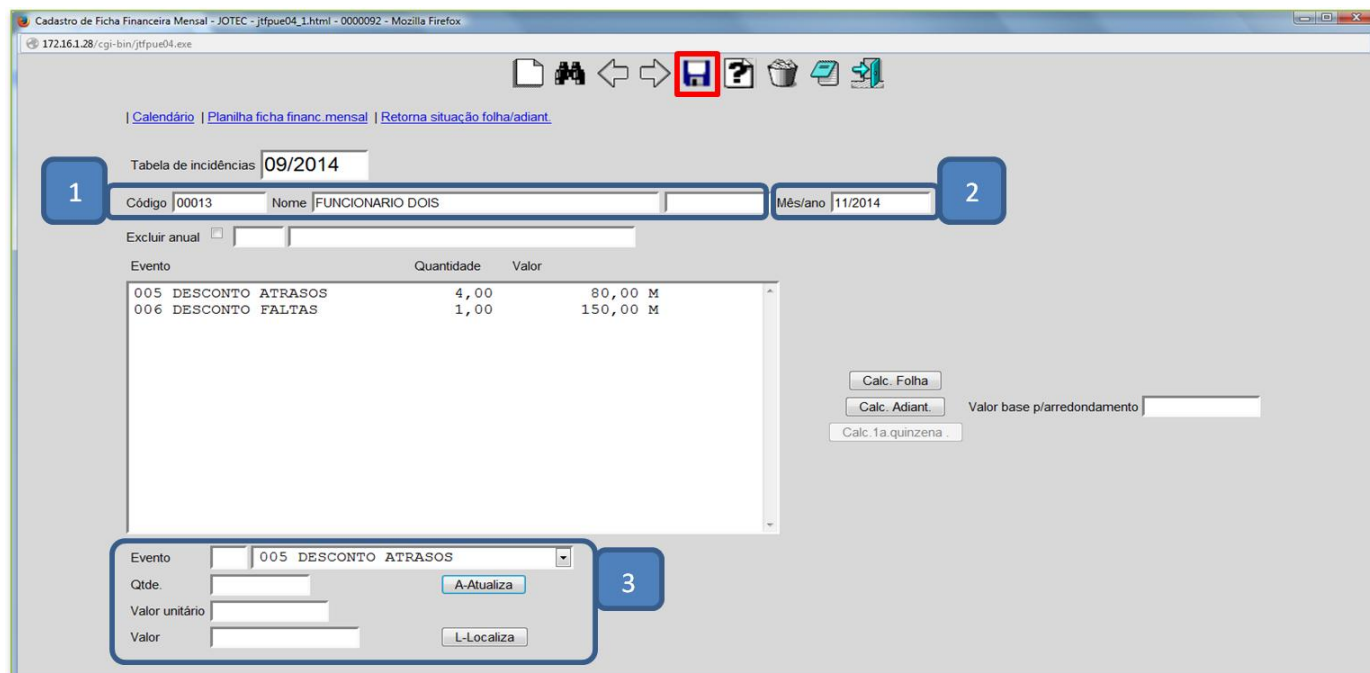 Cadastro de Ficha Financeira Mensal - JOTEC - jtfpue04_1.html - 0000092 - Mozilla Firefox
172.16.1.28/cgi-bin/jtfpue04.exe
| Calendário | Planilha ficha financ.mensal | Retorna situação folha/adiant.
Tabela de incidências 09/2014
1
Código 00013 Nome FUNCIONARIO DOIS Mês/ano 11/2014
2
Excluir anual
Evento Quantidade Valor
005 DESCONTO ATRASOS 4,00 80,00 M
006 DESCONTO FALTAS 1,00 150,00 M
Calc. Folha
Calc. Adiant. Valor base p/arredondamento
Calc.1a.quinzena .
Evento 005 DESCONTO ATRASOS
Qtde. A-Atualiza
3
Valor unitário
Valor L-Localiza